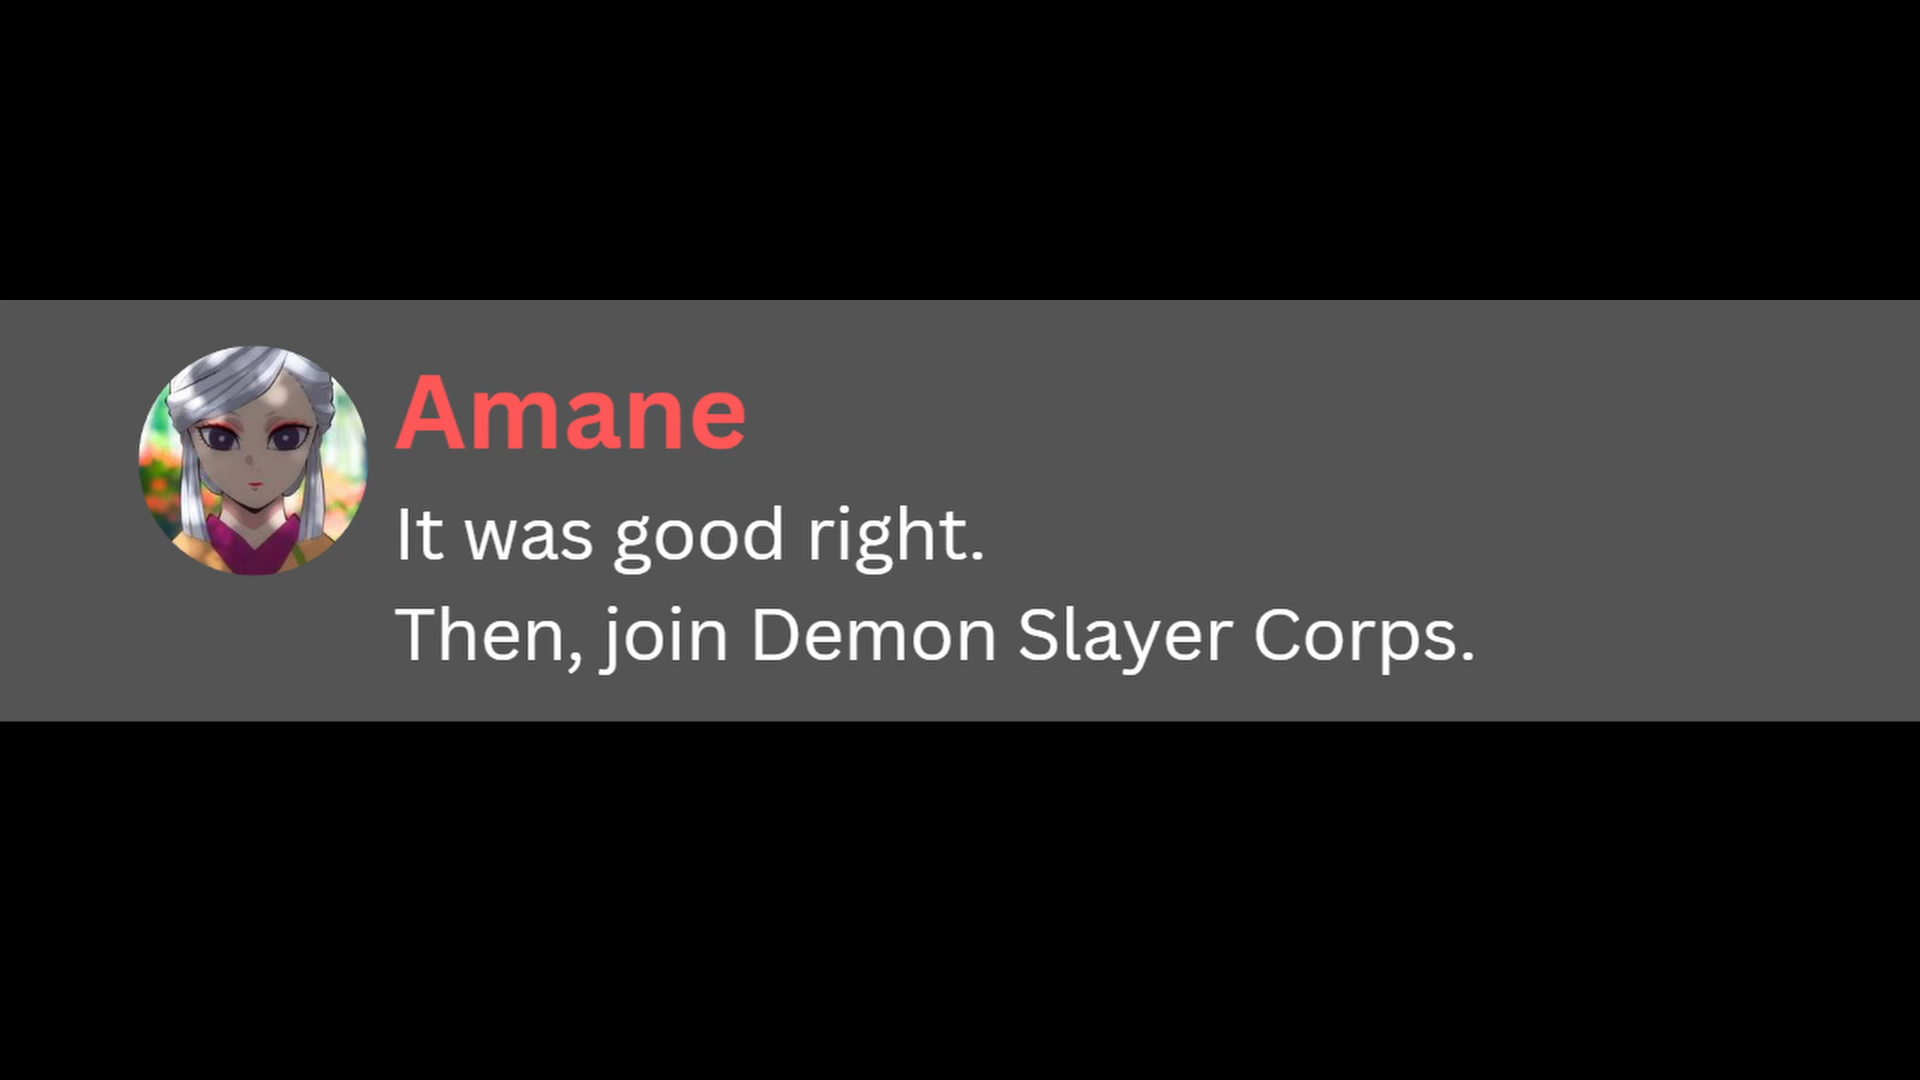 Amane
It was good right.
Then, join Demon Slayer Corps.